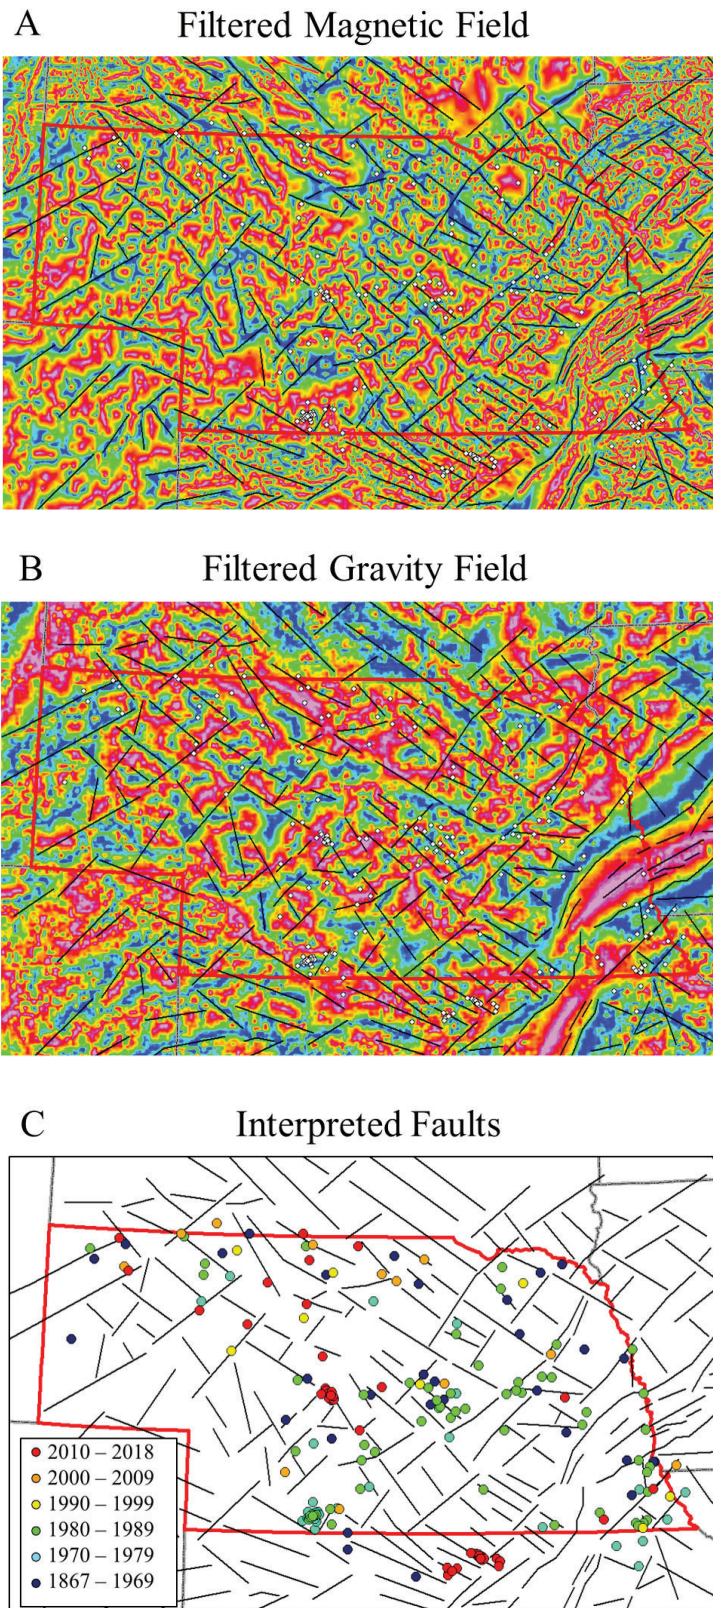 A
Filtered Magnetic Field
B
Filtered Gravity Field
C
Interpreted Faults
2010 – 2018
2000 – 2009
1990 – 1999
1980 – 1989
1970 – 1979
1867 – 1969